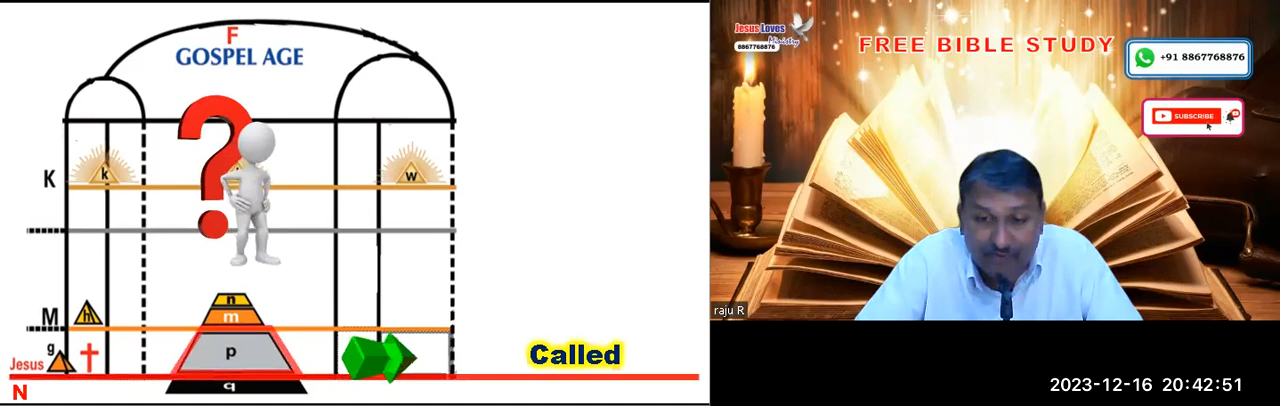 F
GOSPEL AGE
K
k
w
M
h
n
m
g
Jesus
p
q
N
Called
Jesus Loves
Ministry
8867768876
FREE BIBLE STUDY
+91 8867768876
SUBSCRIBE
raju R
2023-12-16 20:42:51